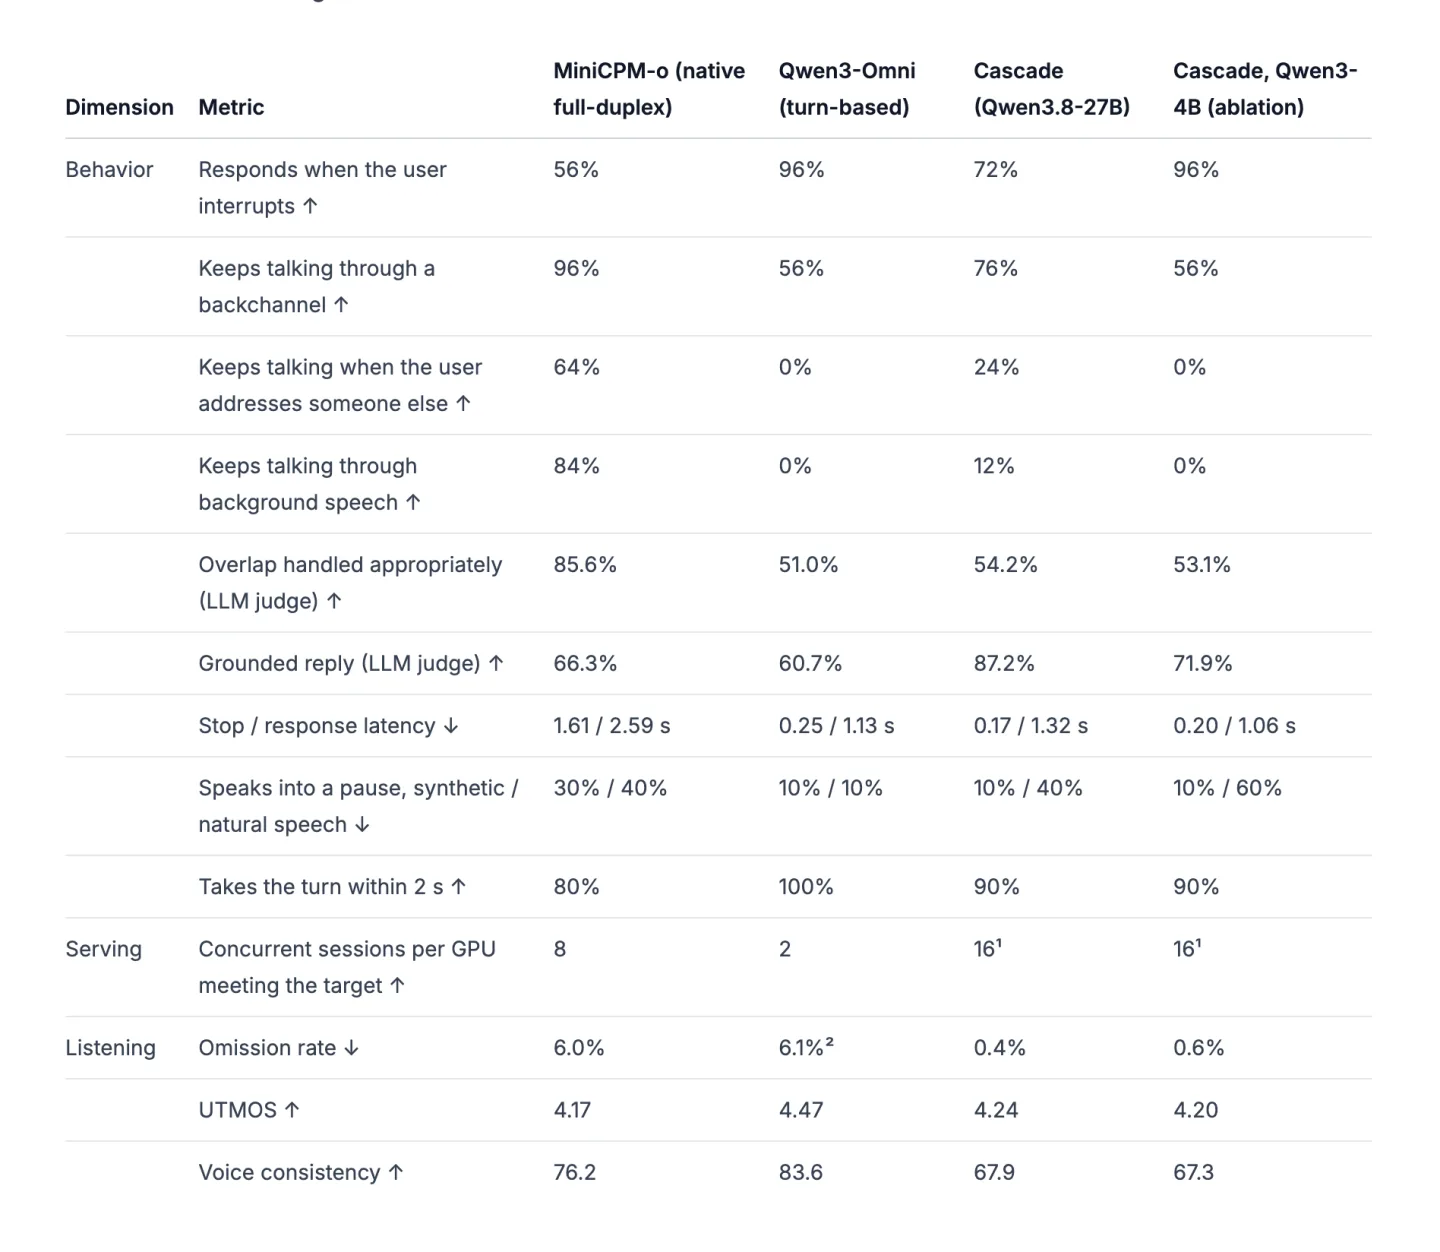 MiniCPM-o (native Qwen3-Omni Cascade Cascade, Qwen3-
Dimension Metric full-duplex) (turn-based) (Qwen3.8-27B) 4B (ablation)
Behavior Responds when the user 56% 96% 72% 96%
interrupts ↑
Keeps talking through a 96% 56% 76% 56%
backchannel ↑
Keeps talking when the user 64% 0% 24% 0%
addresses someone else ↑
Keeps talking through 84% 0% 12% 0%
background speech ↑
Overlap handled appropriately 85.6% 51.0% 54.2% 53.1%
(LLM judge) ↑
Grounded reply (LLM judge) ↑ 66.3% 60.7% 87.2% 71.9%
Stop / response latency ↓ 1.61 / 2.59 s 0.25 / 1.13 s 0.17 / 1.32 s 0.20 / 1.06 s
Speaks into a pause, synthetic / 30% / 40% 10% / 10% 10% / 40% 10% / 60%
natural speech ↓
Takes the turn within 2 s ↑ 80% 100% 90% 90%
Serving Concurrent sessions per GPU 8 2 16¹ 16¹
meeting the target ↑
Listening Omission rate ↓ 6.0% 6.1%² 0.4% 0.6%
UTMOS ↑ 4.17 4.47 4.24 4.20
Voice consistency ↑ 76.2 83.6 67.9 67.3